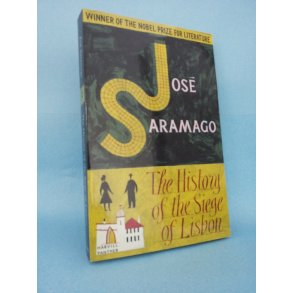 WINNER OF THE NOBEL PRIZE FOR LITERATURE
JOSÉ
SARAMAGO
The History
of the Siege
of Lisbon
HARVILL
PANTHER